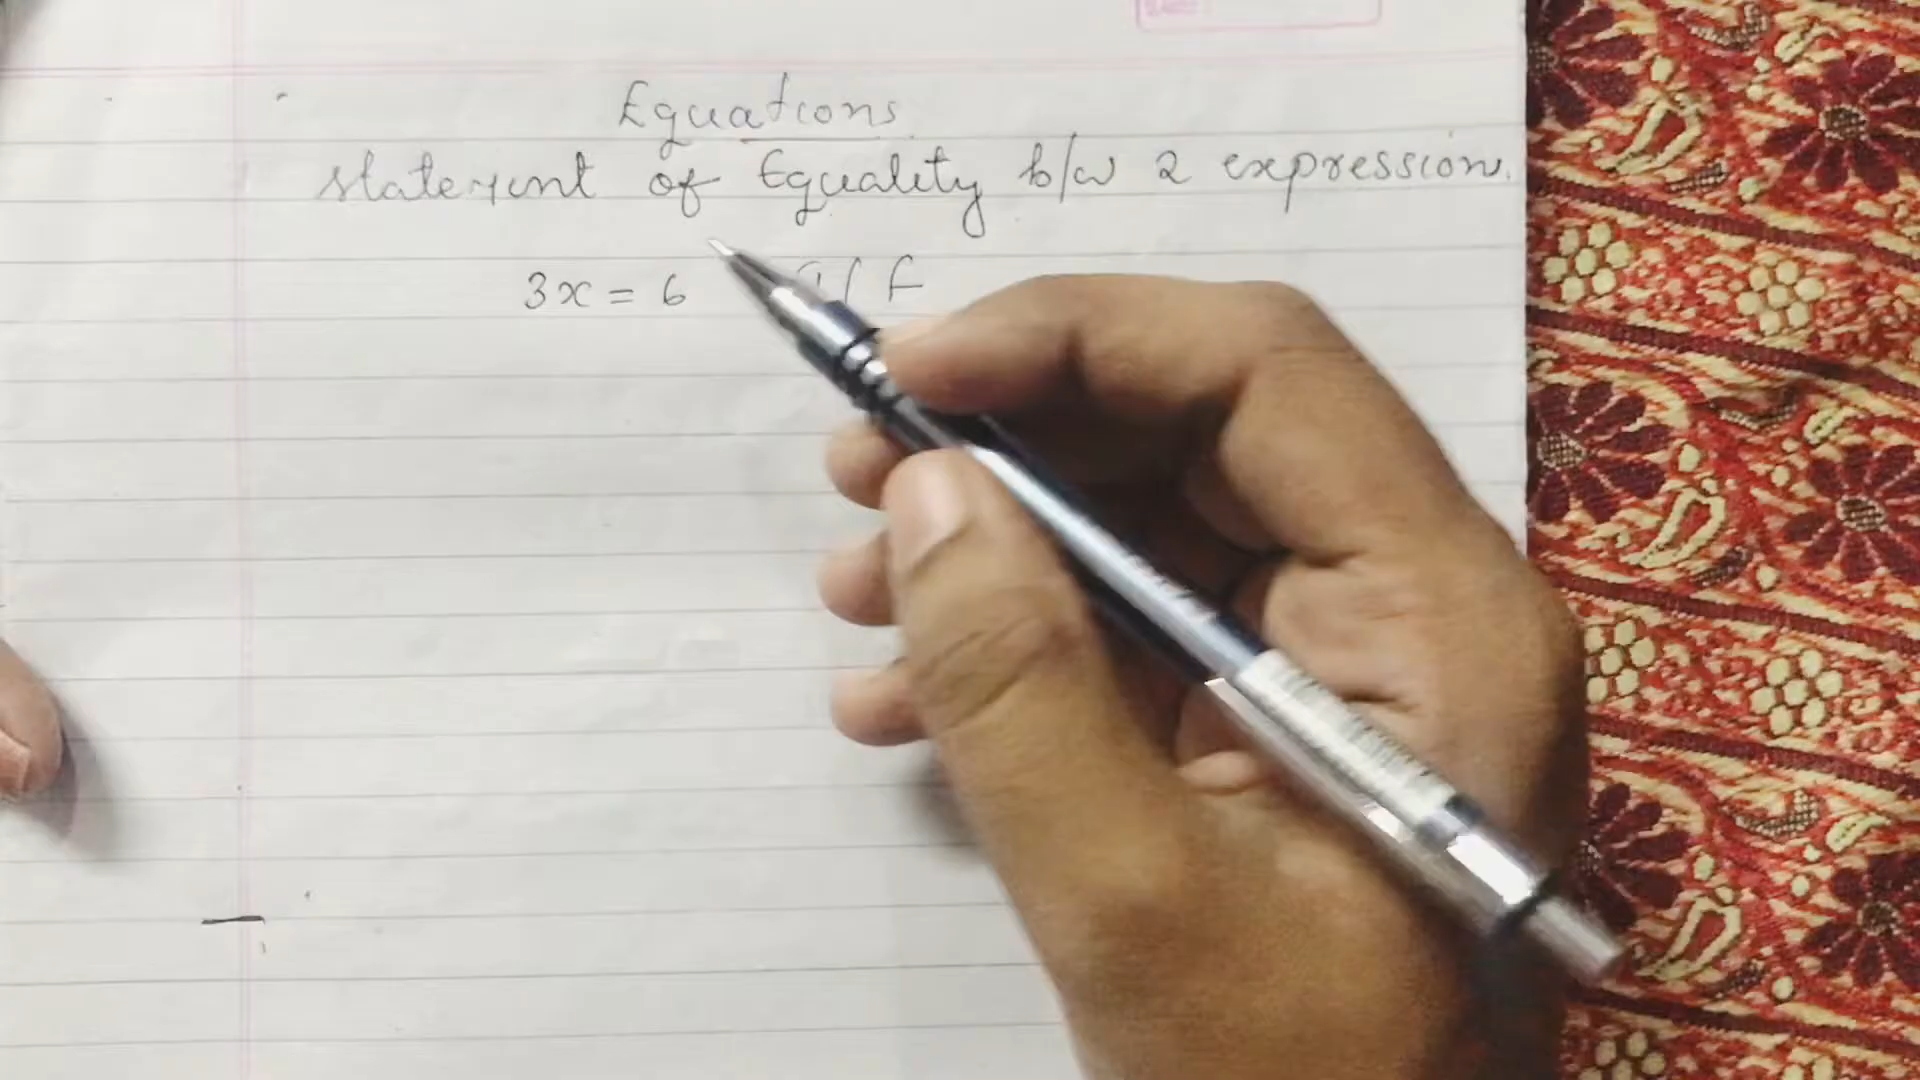 Equations
statement of Equality b/w 2 expression.
3x = 6 F